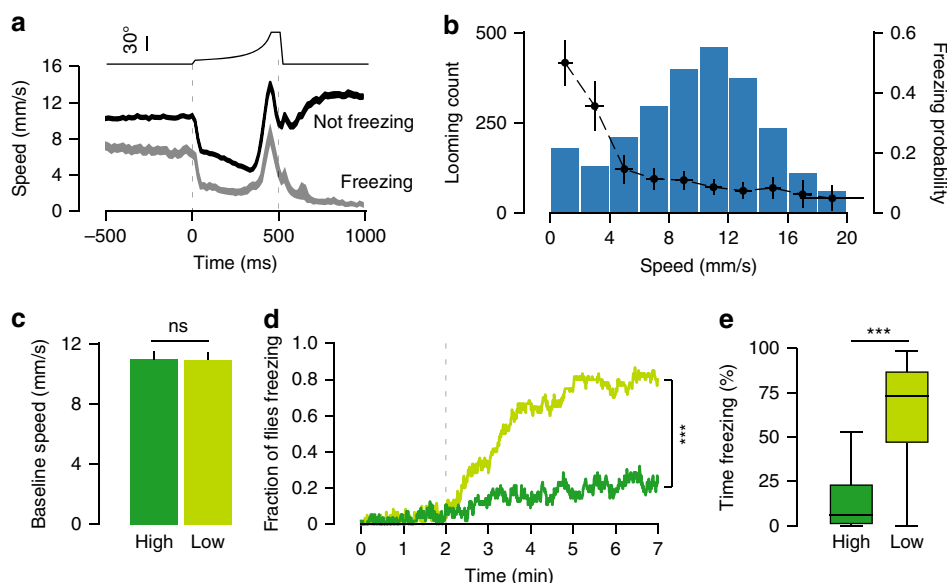 a
30°
Speed (mm/s)
16
12
8
4
0
Not freezing
Freezing
–500
0
500
1000
Time (ms)
b
Looming count
500
250
0
0.6
0.4
0.2
0
Freezing probability
0
4
8
12
16
20
Speed (mm/s)
c
ns
Baseline speed (mm/s)
12
8
4
0
High
Low
d
Fraction of flies freezing
1.0
0.8
0.6
0.4
0.2
0
***
0
1
2
3
4
5
6
7
Time (min)
e
***
Time freezing (%)
100
75
50
25
0
High
Low